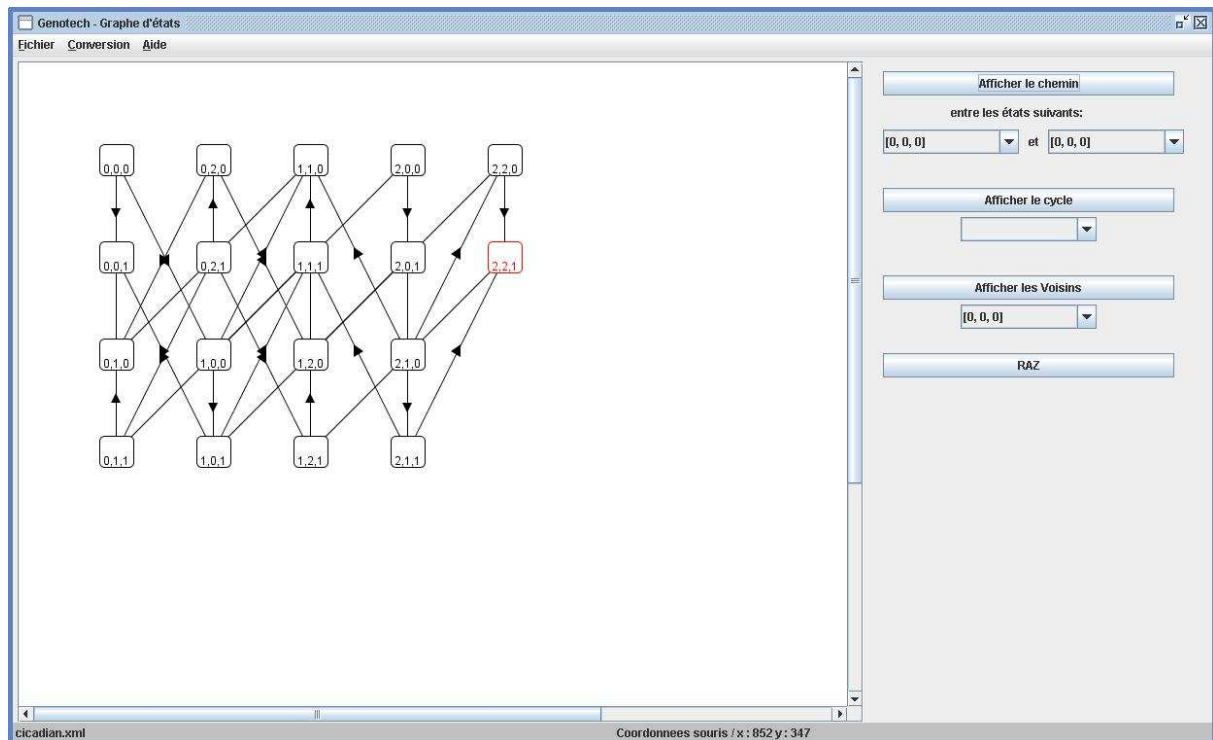 Genotech - Graphe d'états
Fichier Conversion Aide
Afficher le chemin
entre les états suivants:
[0, 0, 0] et [0, 0, 0]
Afficher le cycle
Afficher les Voisins
[0, 0, 0]
RAZ
0,0,0 0,2,0 1,1,0 2,0,0 2,2,0
0,0,1 0,2,1 1,1,1 2,0,1 2,2,1
0,1,0 1,0,0 1,2,0 2,1,0
0,1,1 1,0,1 1,2,1 2,1,1
cicadian.xml Coordonnees souris / x : 852 y : 347